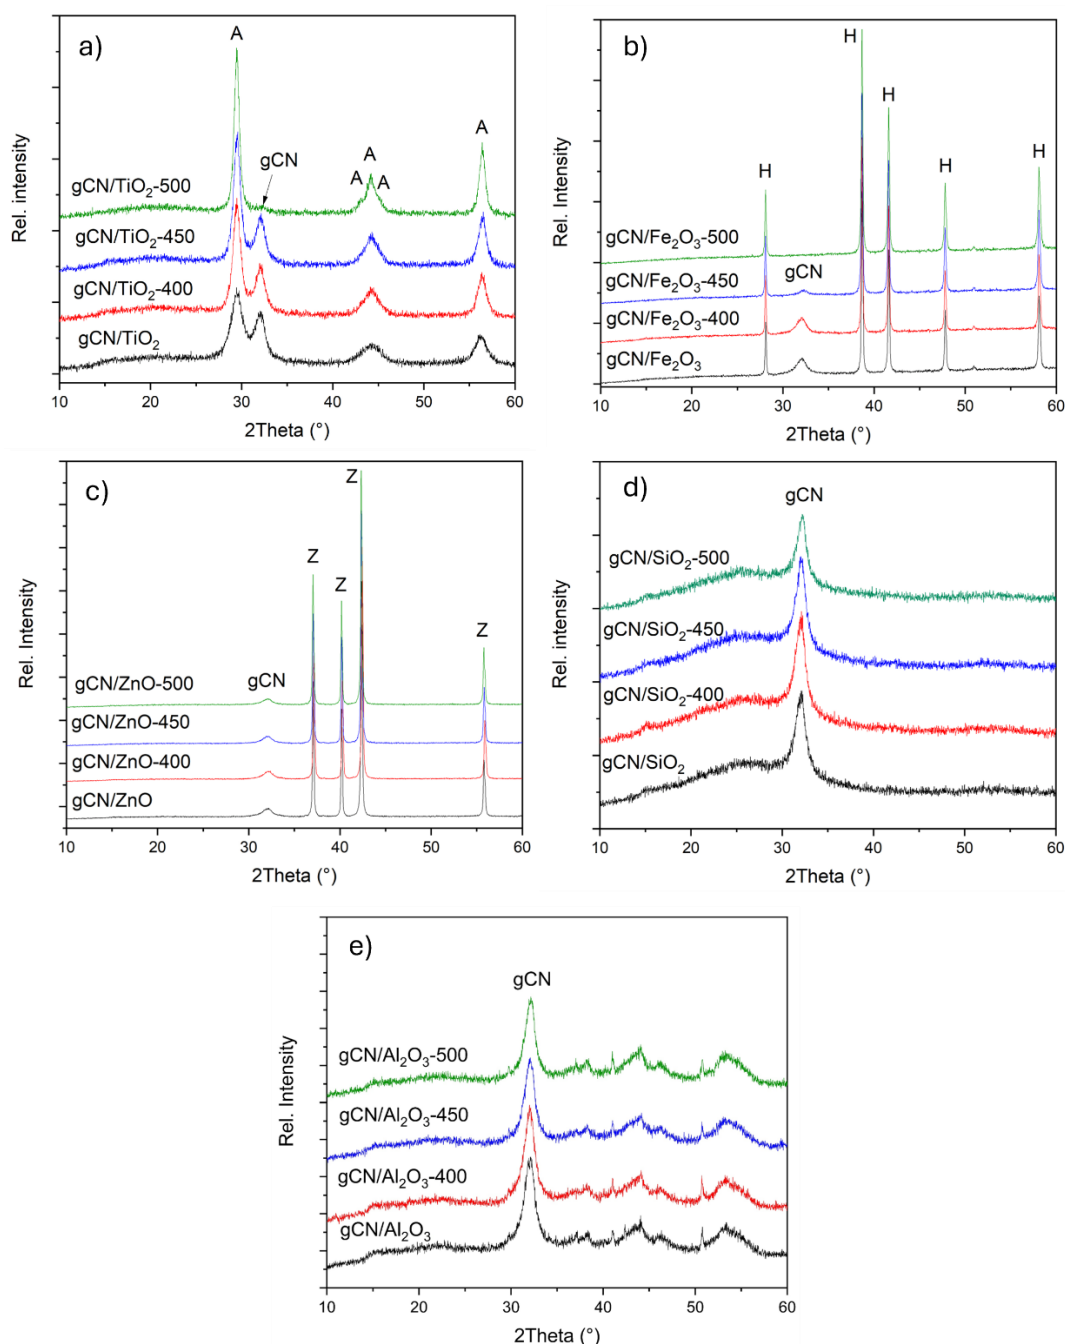 a)
A
A
A
A A
gCN
gCN/TiO₂-500
gCN/TiO₂-450
gCN/TiO₂-400
gCN/TiO₂
Rel. intensity
10 20 30 40 50 60
2Theta (°)
b)
H
H
H
H
H
gCN
gCN/Fe₂O₃-500
gCN/Fe₂O₃-450
gCN/Fe₂O₃-400
gCN/Fe₂O₃
Rel. Intensity
10 20 30 40 50 60
2Theta (°)
c)
Z
Z
Z
Z
gCN
gCN/ZnO-500
gCN/ZnO-450
gCN/ZnO-400
gCN/ZnO
Rel. Intensity
10 20 30 40 50 60
2Theta (°)
d)
gCN
gCN/SiO₂-500
gCN/SiO₂-450
gCN/SiO₂-400
gCN/SiO₂
Rel. intensity
10 20 30 40 50 60
2Theta (°)
e)
gCN
gCN/Al₂O₃-500
gCN/Al₂O₃-450
gCN/Al₂O₃-400
gCN/Al₂O₃
Rel. Intensity
10 20 30 40 50 60
2Theta (°)